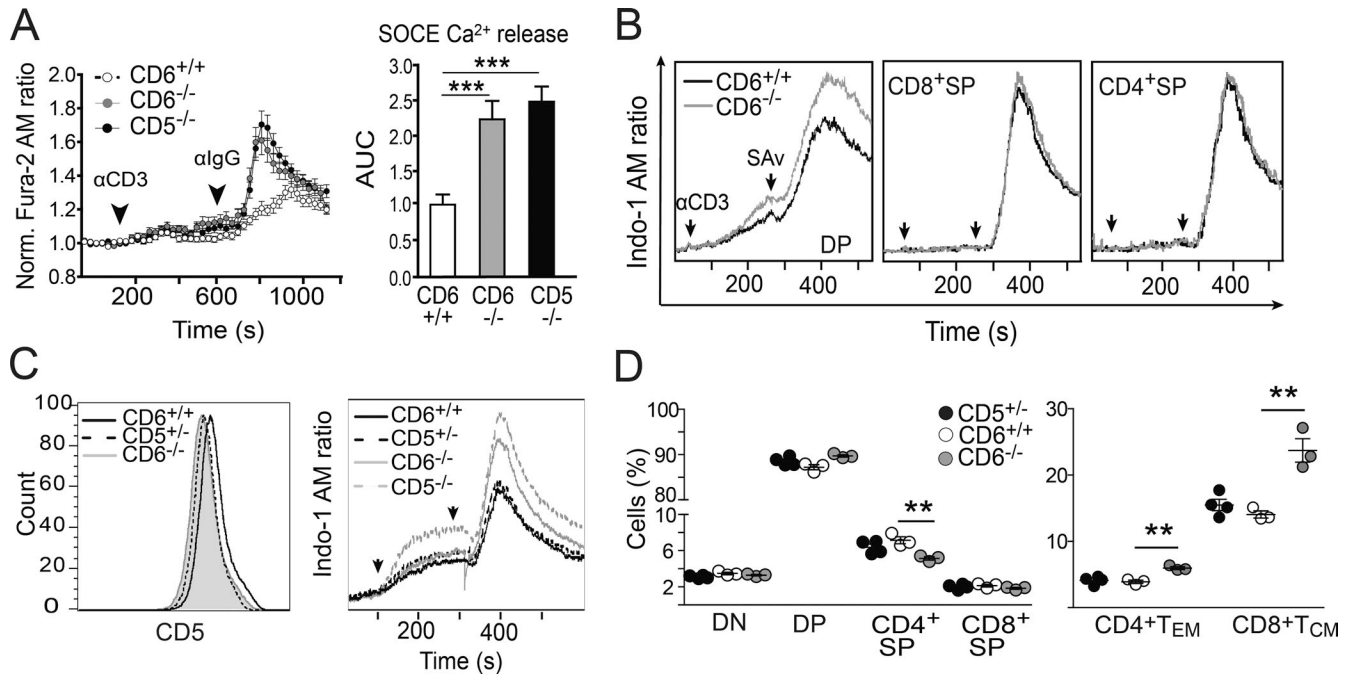 A
CD6+/+
CD6-/-
CD5-/-
αIgG
αCD3
Norm. Fura-2 AM ratio
1.8
1.6
1.4
1.2
1.0
0.8
200
600
1000
Time (s)
SOCE Ca2+ release
***
***
AUC
3.0
2.5
2.0
1.5
1.0
0.5
0.0
CD6 CD6 CD5
+/+ -/- -/-
B
CD6+/+
CD6-/-
SAv
αCD3
DP
CD8+SP
CD4+SP
Indo-1 AM ratio
200 400
200 400
200 400
Time (s)
C
CD6+/+
CD5+/-
CD6-/-
Count
100
80
60
40
20
0
CD5
CD6+/+
CD5+/-
CD6-/-
CD5-/-
Indo-1 AM ratio
200 400
Time (s)
D
CD5+/-
CD6+/+
CD6-/-
Cells (%)
100
90
80
10
6
2
**
DN
DP
CD4+
SP
CD8+
SP
30
20
10
**
**
CD4+TEM
CD8+TCM